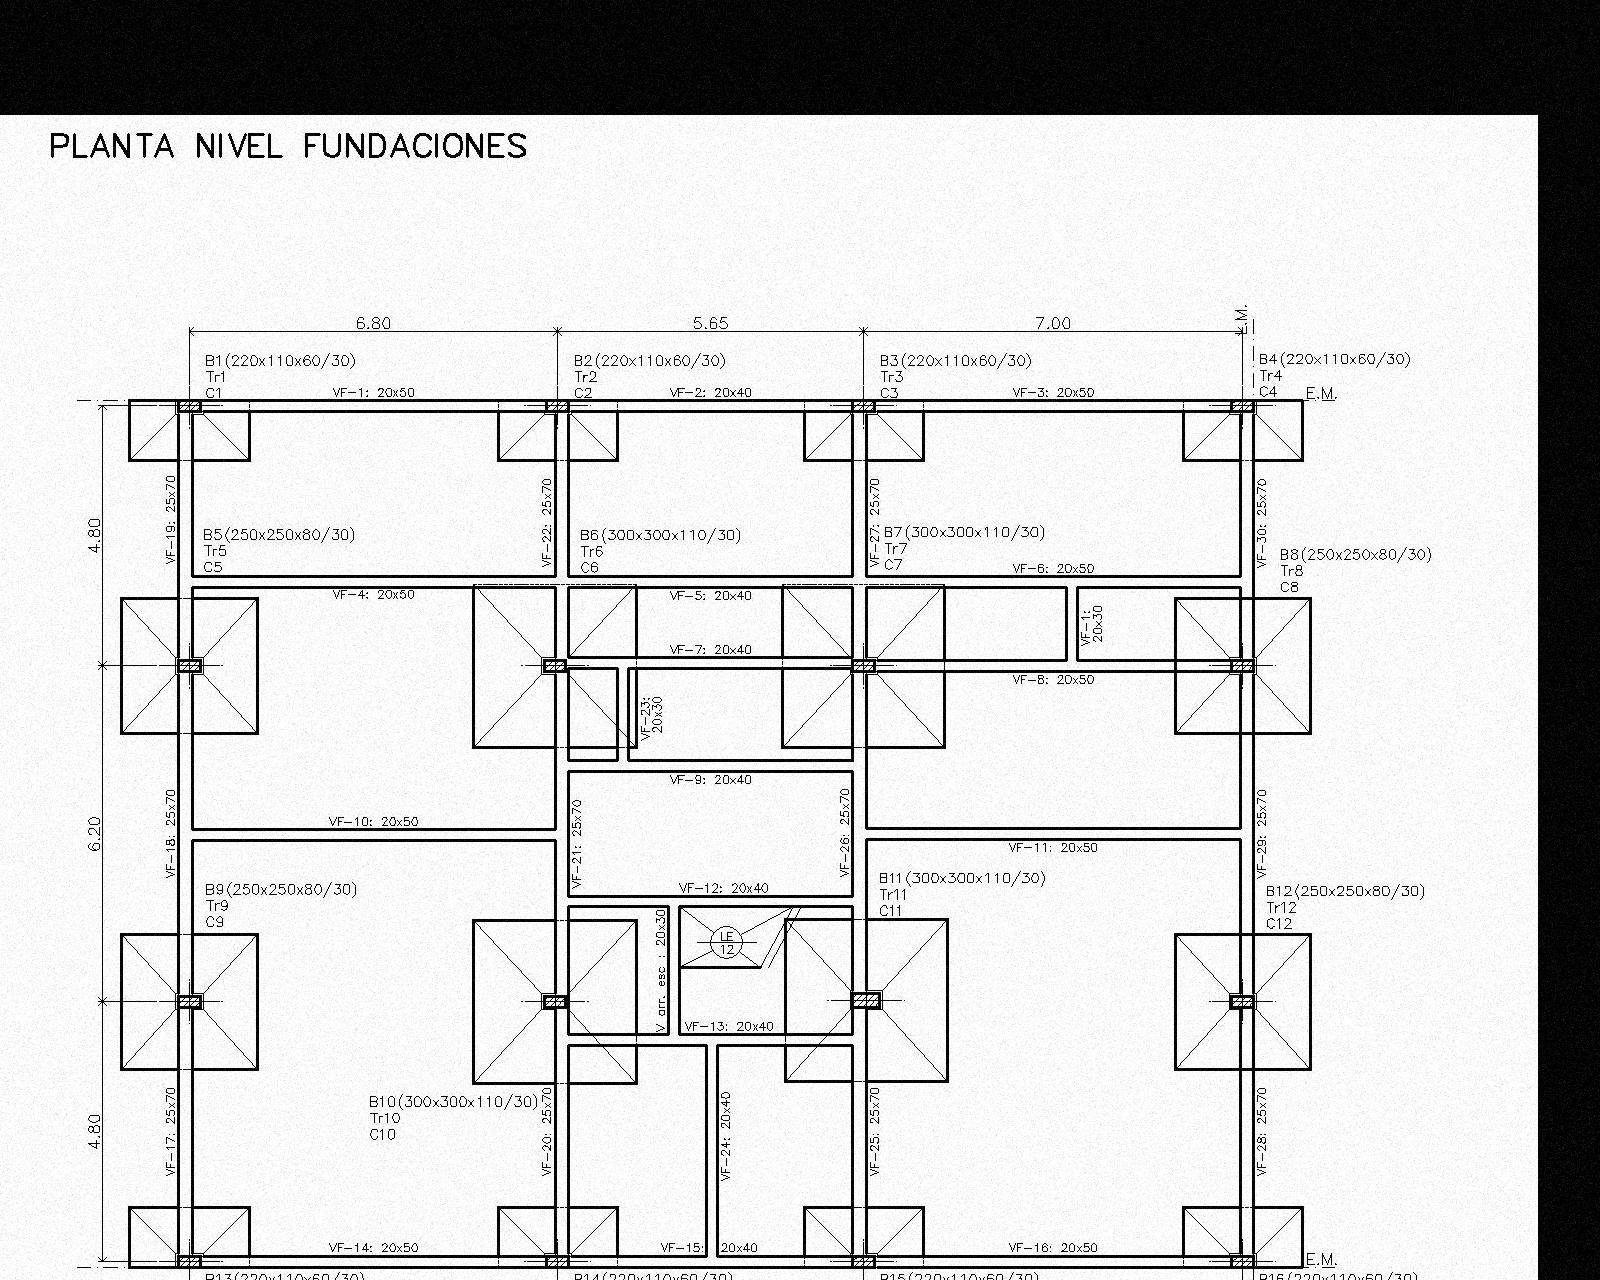 PLANTA NIVEL FUNDACIONES
6.80
5.65
7.00
E.M.
B1(220x110x60/30)
Tr1
C1
VF-1: 20x50
B2(220x110x60/30)
Tr2
C2
VF-2: 20x40
B3(220x110x60/30)
Tr3
C3
VF-3: 20x50
B4(220x110x60/30)
Tr4
C4
E.M.
4.80
VF-19: 25x70
VF-22: 25x70
VF-27: 25x70
VF-30: 25x70
B5(250x250x80/30)
Tr5
C5
B6(300x300x110/30)
Tr6
C6
B7(300x300x110/30)
Tr7
C7
VF-6: 20x50
B8(250x250x80/30)
Tr8
C8
VF-4: 20x50
VF-5: 20x40
VF-1:
20x30
VF-7: 20x40
VF-8: 20x50
VF-23:
20x30
VF-9: 20x40
6.20
VF-18: 25x70
VF-10: 20x50
VF-21: 25x70
VF-26: 25x70
VF-11: 20x50
VF-29: 25x70
B9(250x250x80/30)
Tr9
C9
VF-12: 20x40
B11(300x300x110/30)
Tr11
C11
B12(250x250x80/30)
Tr12
C12
V arr. esc : 20x30
LE
12
VF-13: 20x40
4.80
VF-17: 25x70
B10(300x300x110/30)
Tr10
C10
VF-20: 25x70
VF-24: 20x40
VF-25: 25x70
VF-28: 25x70
VF-14: 20x50
VF-15: 20x40
VF-16: 20x50
E.M.
B13(220x110x60/30)
B14(220x110x60/30)
B15(220x110x60/30)
B16(220x110x60/30)